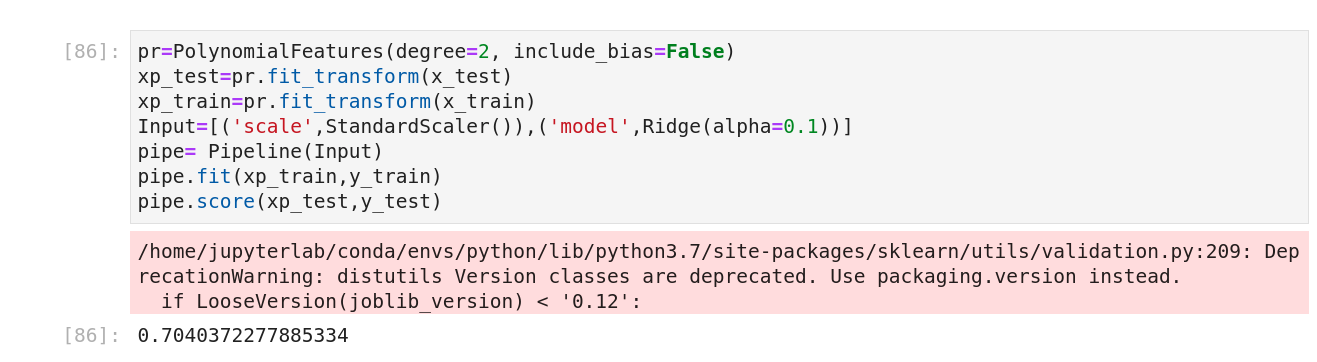 [86]: pr=PolynomialFeatures(degree=2, include_bias=False)
xp_test=pr.fit_transform(x_test)
xp_train=pr.fit_transform(x_train)
Input=[('scale',StandardScaler()),('model',Ridge(alpha=0.1))]
pipe= Pipeline(Input)
pipe.fit(xp_train,y_train)
pipe.score(xp_test,y_test)
/home/jupyterlab/conda/envs/python/lib/python3.7/site-packages/sklearn/utils/validation.py:209: Dep
recationWarning: distutils Version classes are deprecated. Use packaging.version instead.
  if LooseVersion(joblib_version) < '0.12':
[86]: 0.7040372277885334